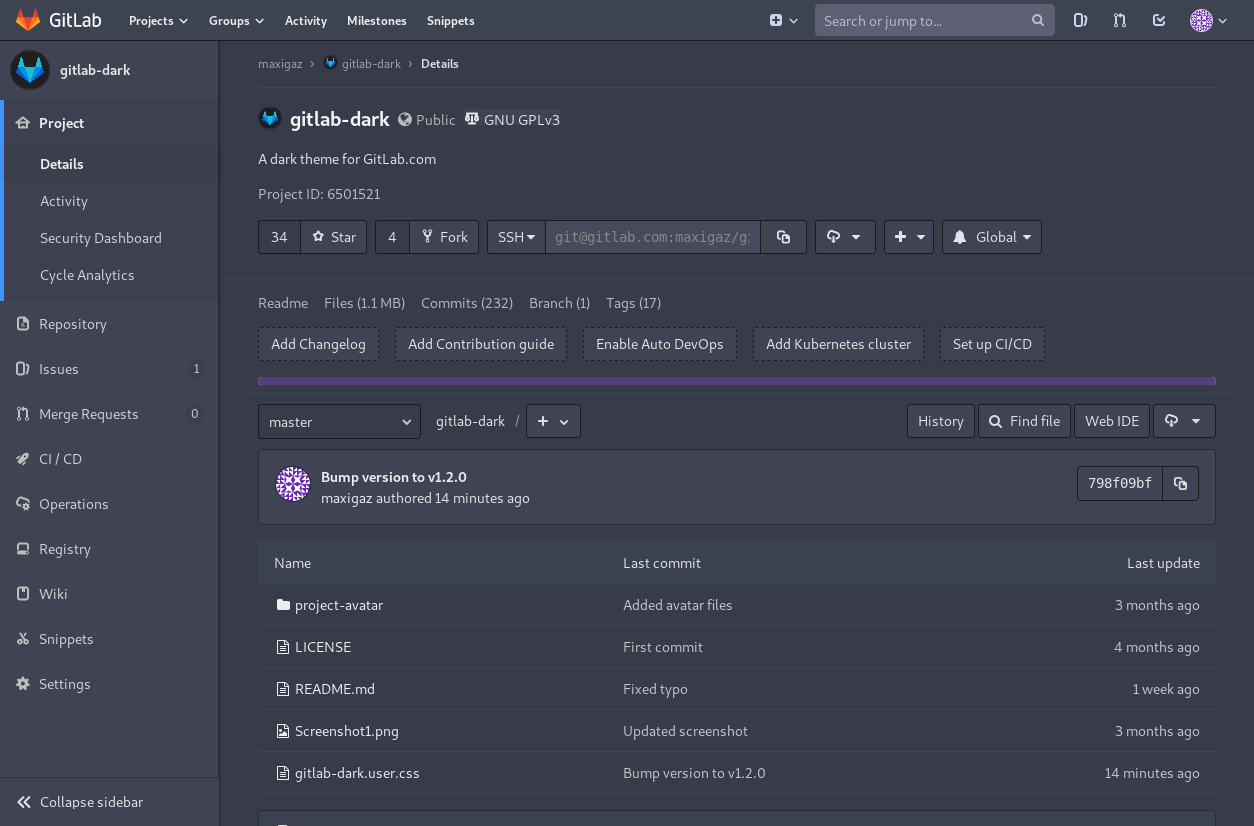 GitLab Projects Groups Activity Milestones Snippets Search or jump to...
gitlab-dark
Project
Details
Activity
Security Dashboard
Cycle Analytics
Repository
Issues 1
Merge Requests 0
CI / CD
Operations
Registry
Wiki
Snippets
Settings
Collapse sidebar
maxigaz › gitlab-dark › Details
gitlab-dark Public GNU GPLv3
A dark theme for GitLab.com
Project ID: 6501521
34 Star 4 Fork SSH git@gitlab.com:maxigaz/gi Global
Readme Files (1.1 MB) Commits (232) Branch (1) Tags (17)
Add Changelog Add Contribution guide Enable Auto DevOps Add Kubernetes cluster Set up CI/CD
master gitlab-dark / + History Find file Web IDE
Bump version to v1.2.0
maxigaz authored 14 minutes ago
798f09bf
Name Last commit Last update
project-avatar Added avatar files 3 months ago
LICENSE First commit 4 months ago
README.md Fixed typo 1 week ago
Screenshot1.png Updated screenshot 3 months ago
gitlab-dark.user.css Bump version to v1.2.0 14 minutes ago